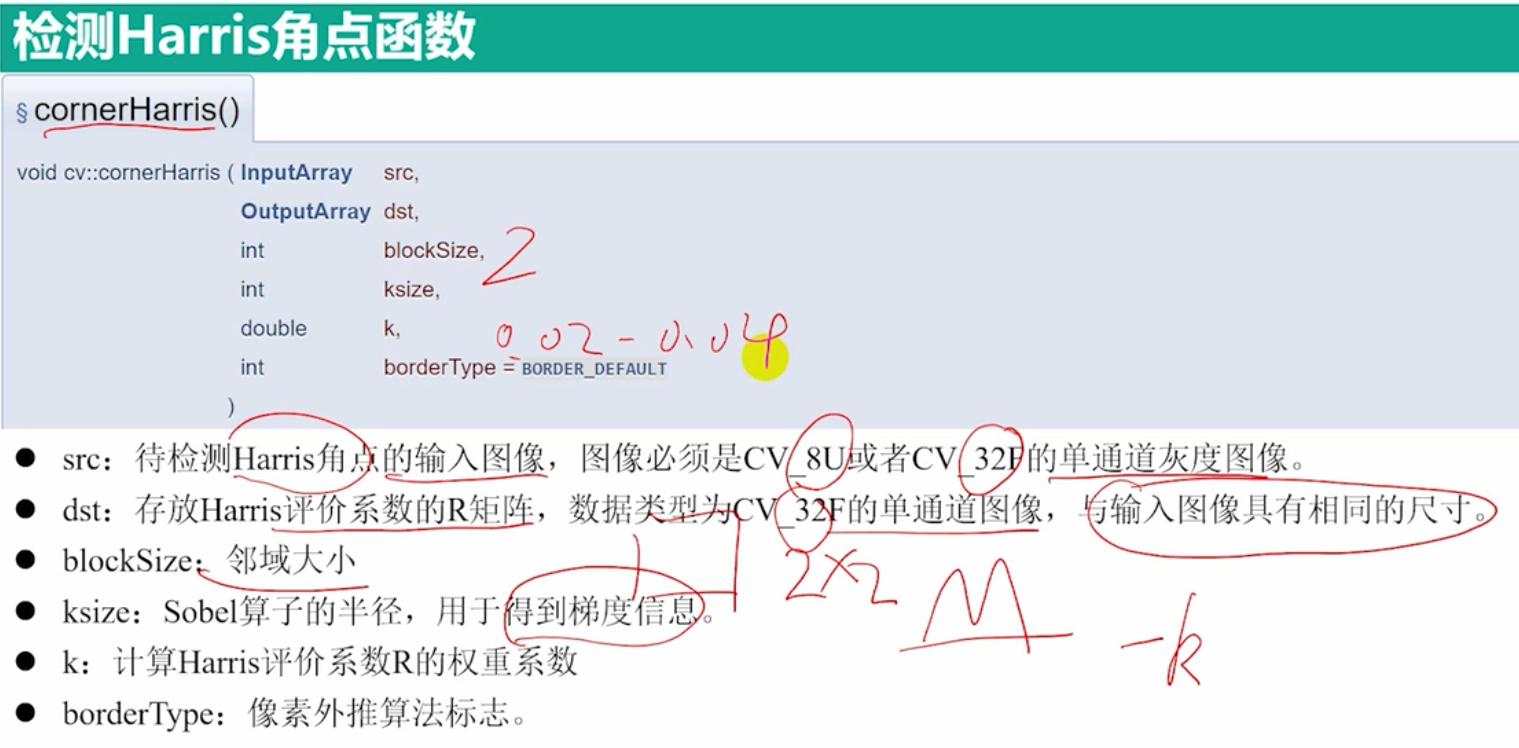 检测Harris角点函数
§ cornerHarris()
void cv::cornerHarris ( InputArray src,
OutputArray dst,
int blockSize, 2
int ksize,
double k, 0.02-0.04
int borderType = BORDER_DEFAULT
)
● src：待检测Harris角点的输入图像，图像必须是CV_8U或者CV_32F的单通道灰度图像。
● dst：存放Harris评价系数的R矩阵，数据类型为CV_32F的单通道图像，与输入图像具有相同的尺寸。
● blockSize：邻域大小
2×2
● ksize：Sobel算子的半径，用于得到梯度信息。
M
-k
● k：计算Harris评价系数R的权重系数
● borderType：像素外推算法标志。